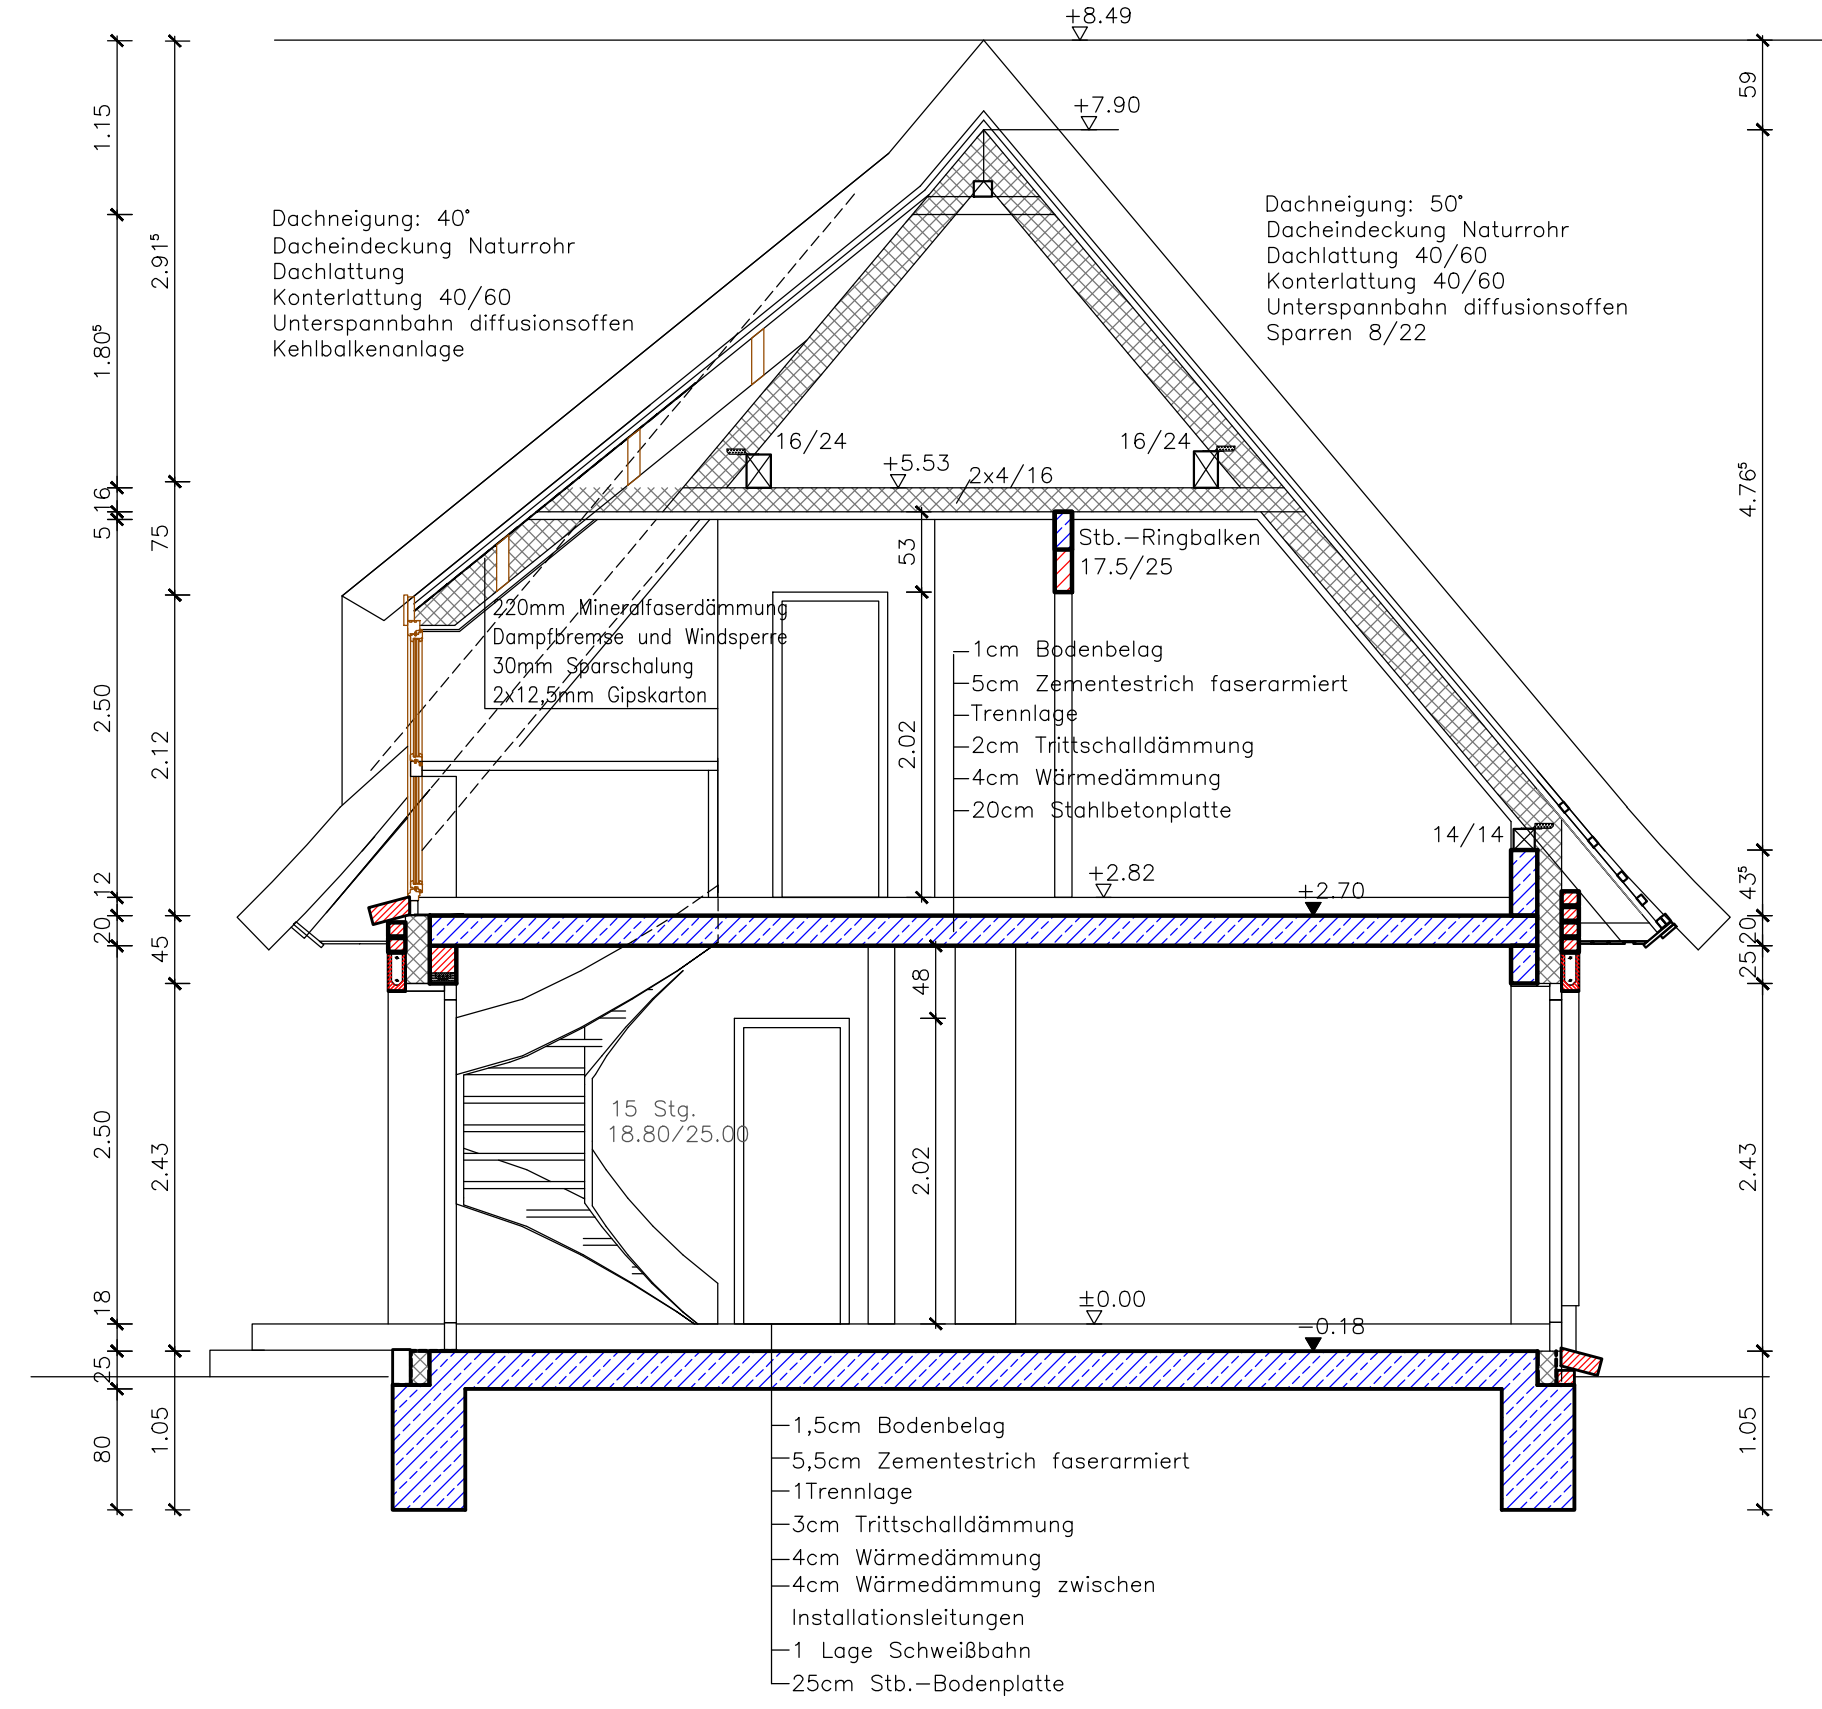 +8.49
+7.90
59
1.15
2.91⁵
1.80⁵
Dachneigung: 40°
Dacheindeckung Naturrohr
Dachlattung
Konterlattung 40/60
Unterspannbahn diffusionsoffen
Kehlbalkenanlage
Dachneigung: 50°
Dacheindeckung Naturrohr
Dachlattung 40/60
Konterlattung 40/60
Unterspannbahn diffusionsoffen
Sparren 8/22
16/24
16/24
+5.53
2x4/16
4.76⁵
16
5
75
53
Stb.-Ringbalken
17.5/25
220mm Mineralfaserdämmung
Dampfbremse und Windsperre
30mm Sparschalung
2x12,5mm Gipskarton
1cm Bodenbelag
5cm Zementestrich faserarmiert
Trennlage
2cm Trittschalldämmung
4cm Wärmedämmung
20cm Stahlbetonplatte
2.50
2.12
2.02
14/14
+2.82
+2.70
12
20
45
43⁵
20
25
48
15 Stg.
18.80/25.00
2.50
2.43
2.02
2.43
±0.00
-0.18
18
25
80
1.05
1.05
1,5cm Bodenbelag
5,5cm Zementestrich faserarmiert
1Trennlage
3cm Trittschalldämmung
4cm Wärmedämmung
4cm Wärmedämmung zwischen
Installationsleitungen
1 Lage Schweißbahn
25cm Stb.-Bodenplatte